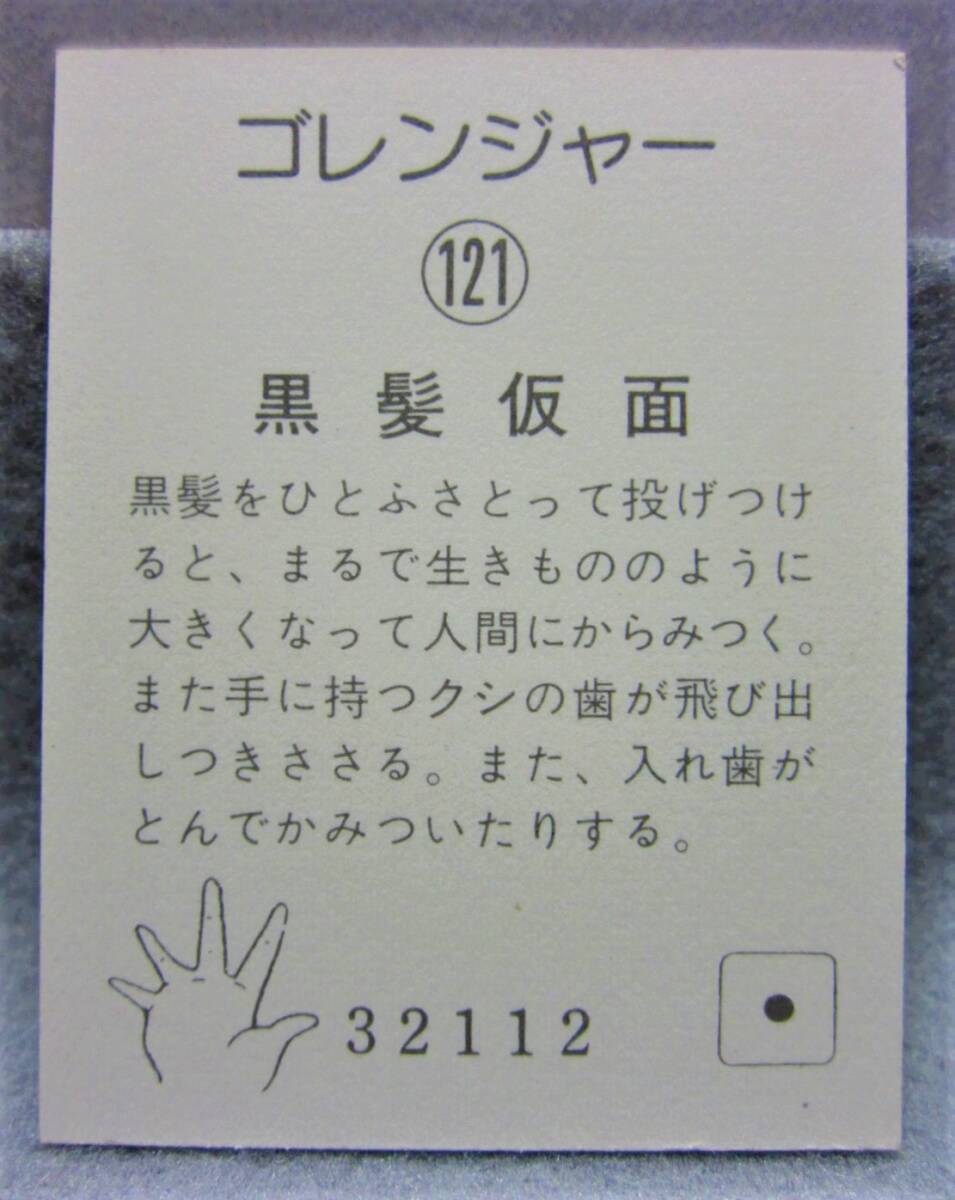 ゴレンジャー
121
黒髪仮面
黒髪をひとふさとって投げつけ
ると、まるで生きもののように
大きくなって人間にからみつく。
また手に持つクシの歯が飛び出
しつきささる。また、入れ歯が
とんでかみついたりする。
32112